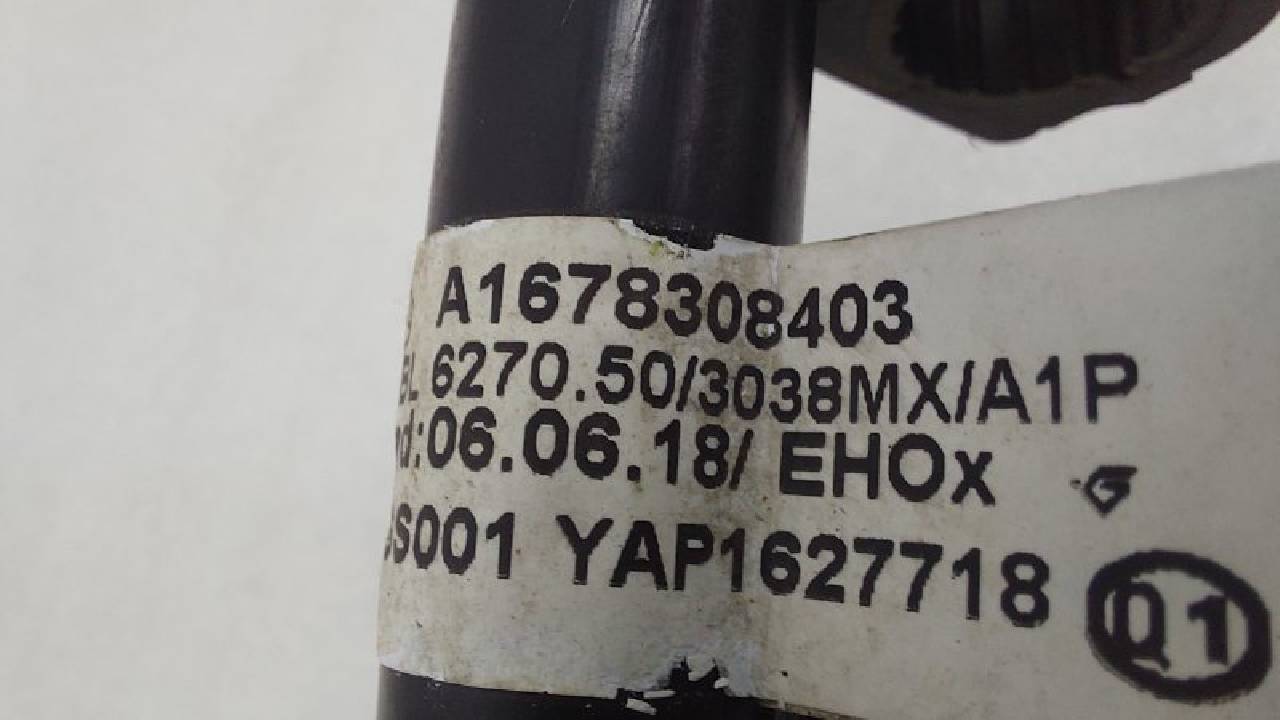 A1678308403
6270.50/3038MX/A1P
06.06.18/ EHOx G
S001 YAP1627718 Q1